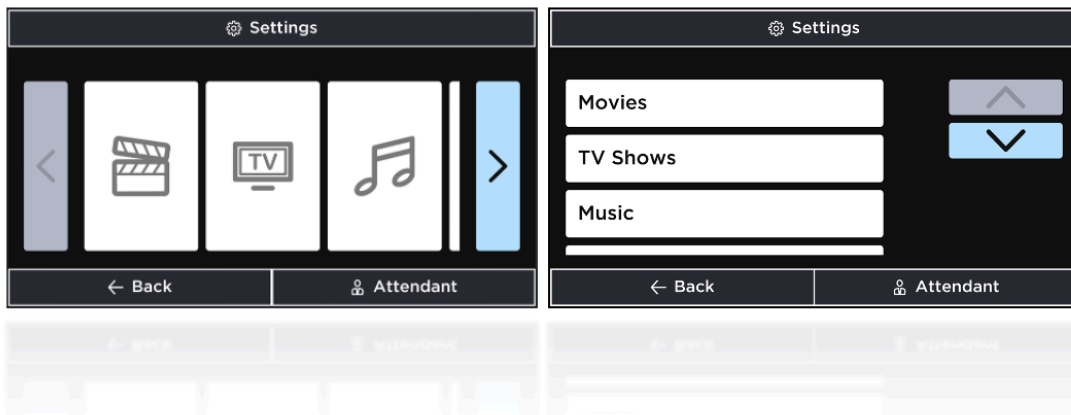 Settings
TV
Back
Attendant
Settings
Movies
TV Shows
Music
Back
Attendant